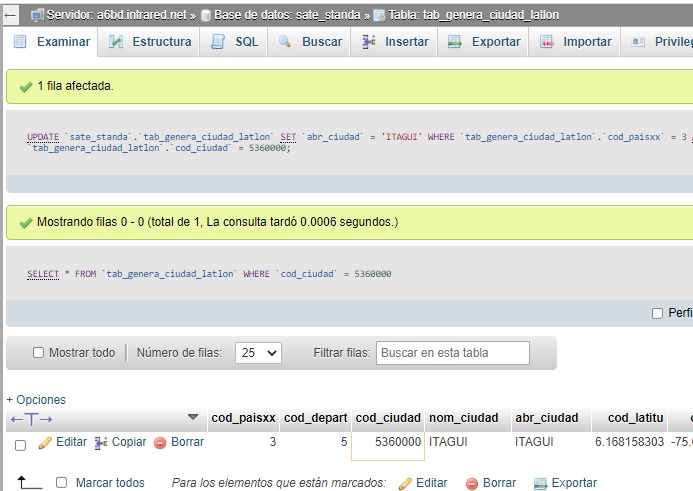 Servidor: a6bd.intrared.net » Base de datos: sate_standa » Tabla: tab_genera_ciudad_latlon
Examinar Estructura SQL Buscar Insertar Exportar Importar Privileg
1 fila afectada.
UPDATE `sate_standa`.`tab_genera_ciudad_latlon` SET `abr_ciudad` = 'ITAGUI' WHERE `tab_genera_ciudad_latlon`.`cod_paisxx` = 3
`tab_genera_ciudad_latlon`.`cod_ciudad` = 5360000;
Mostrando filas 0 - 0 (total de 1, La consulta tardó 0.0006 segundos.)
SELECT * FROM `tab_genera_ciudad_latlon` WHERE `cod_ciudad` = 5360000
Perfi
Mostrar todo Número de filas: 25 Filtrar filas: Buscar en esta tabla
+ Opciones
←T→ cod_paisxx cod_depart cod_ciudad nom_ciudad abr_ciudad cod_latitu
Editar Copiar Borrar 3 5 5360000 ITAGUI ITAGUI 6.168158303 -75.
Marcar todos Para los elementos que están marcados: Editar Borrar Exportar